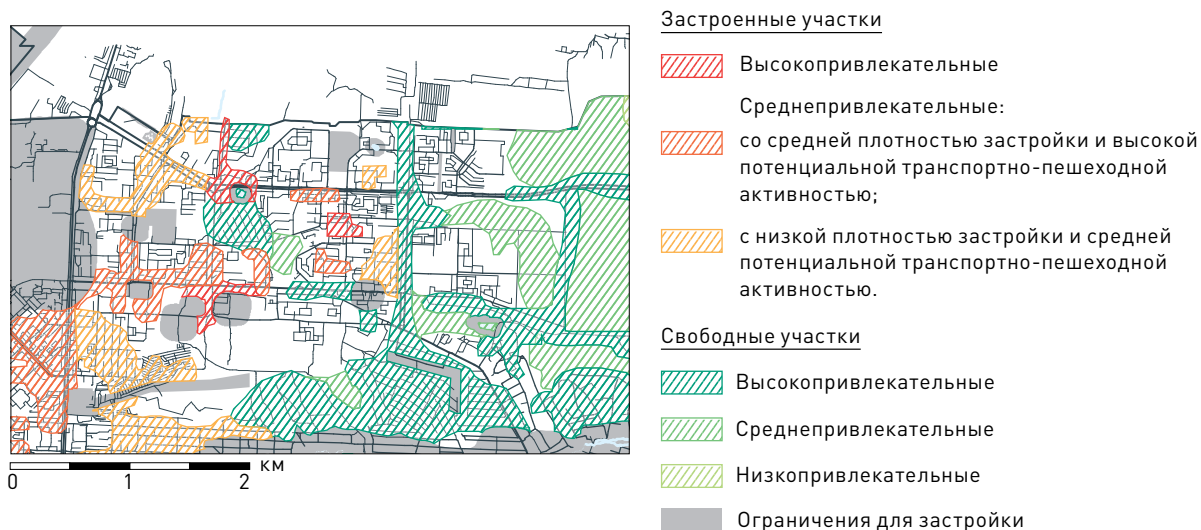 Застроенные участки
Высокопривлекательные
Среднепривлекательные:
со средней плотностью застройки и высокой
потенциальной транспортно-пешеходной
активностью;
с низкой плотностью застройки и средней
потенциальной транспортно-пешеходной
активностью.
Свободные участки
Высокопривлекательные
Среднепривлекательные
Низкопривлекательные
Ограничения для застройки
км
0 1 2